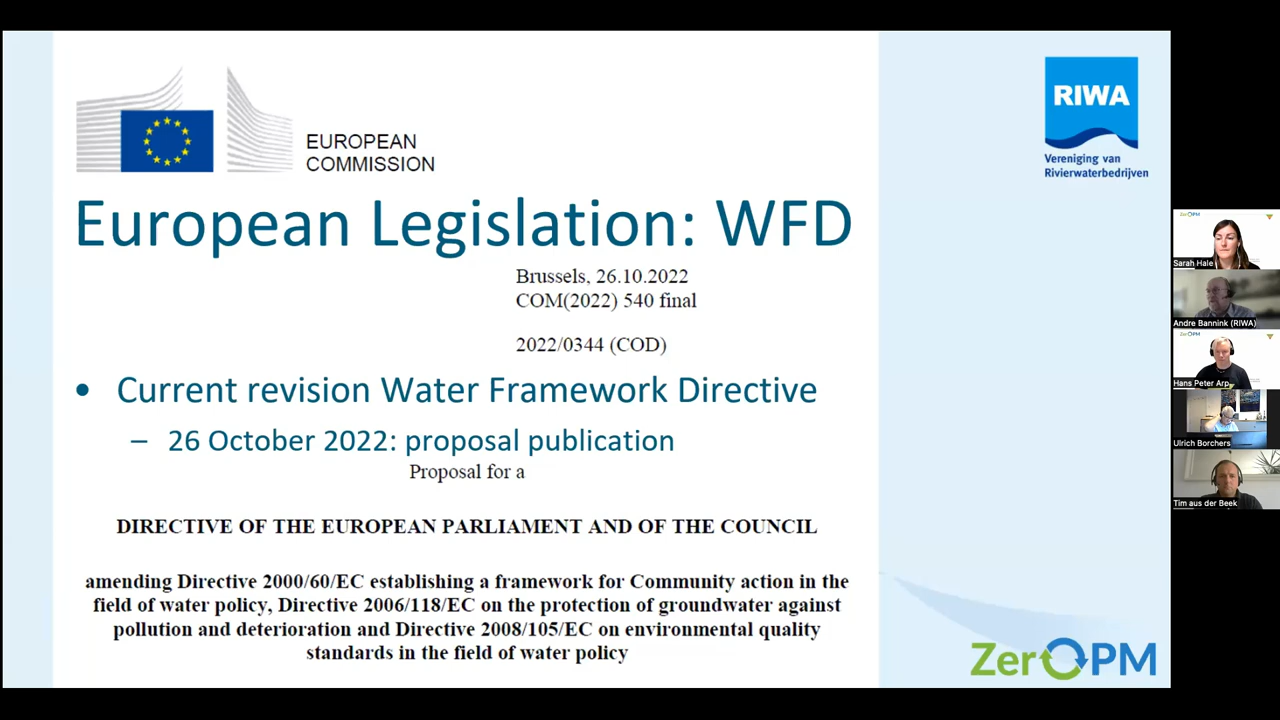 EUROPEAN
COMMISSION
RIWA
Vereniging van
Rivierwaterbedrijven
European Legislation: WFD
Brussels, 26.10.2022
COM(2022) 540 final
2022/0344 (COD)
• Current revision Water Framework Directive
– 26 October 2022: proposal publication
Proposal for a
DIRECTIVE OF THE EUROPEAN PARLIAMENT AND OF THE COUNCIL
amending Directive 2000/60/EC establishing a framework for Community action in the
field of water policy, Directive 2006/118/EC on the protection of groundwater against
pollution and deterioration and Directive 2008/105/EC on environmental quality
standards in the field of water policy
ZeroPM
ZeroPM
Sarah Hale
Andre Bannink (RIWA)
ZeroPM
Hans Peter Arp
Ulrich Borchers
Tim aus der Beek